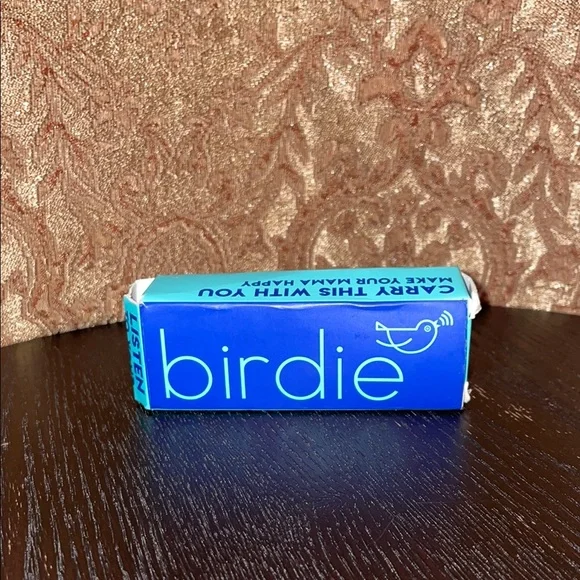 CARRY THIS WITH YOU
MAKE YOUR MAMA HAPPY
LISTEN
birdie